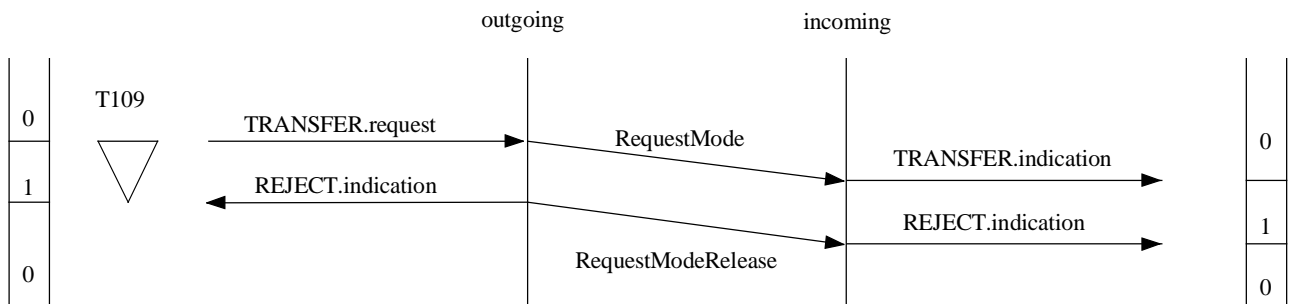 outgoing incoming
T109
0
TRANSFER.request
RequestMode
0
TRANSFER.indication
1
REJECT.indication
REJECT.indication
1
RequestModeRelease
0
0